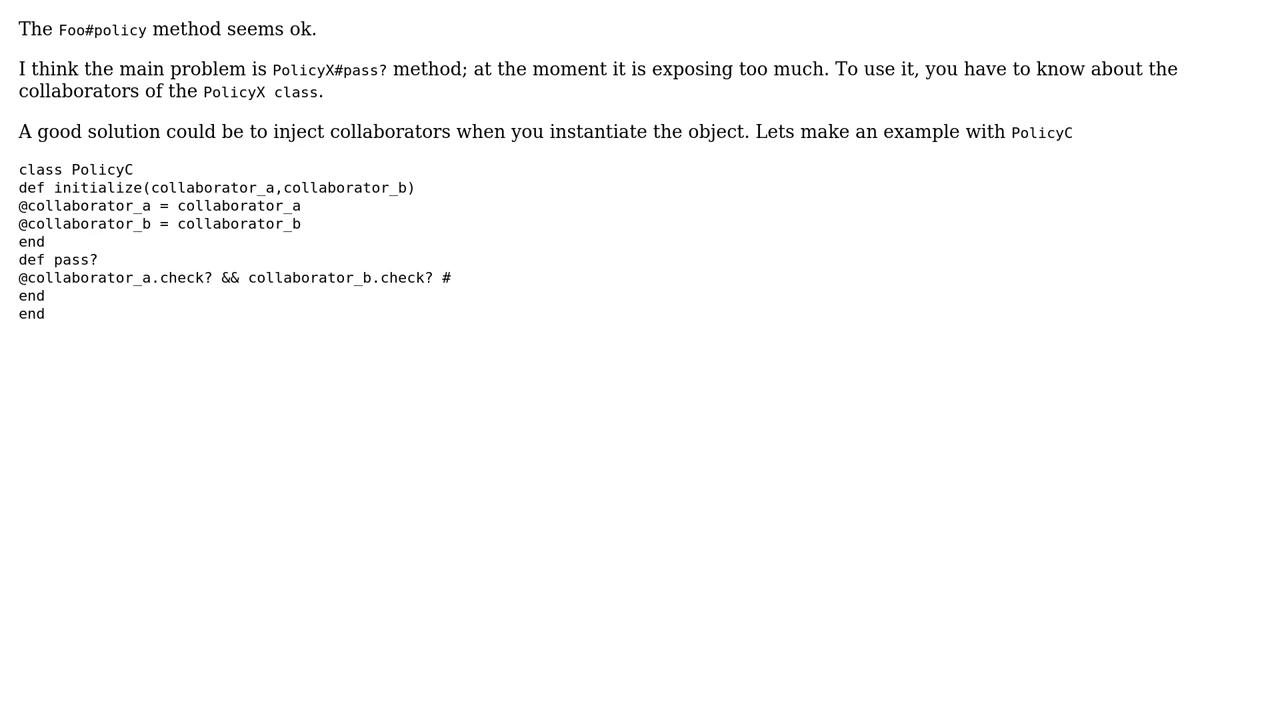 The Foo#policy method seems ok.
I think the main problem is PolicyX#pass? method; at the moment it is exposing too much. To use it, you have to know about the
collaborators of the PolicyX class.
A good solution could be to inject collaborators when you instantiate the object. Lets make an example with PolicyC
class PolicyC
def initialize(collaborator_a,collaborator_b)
@collaborator_a = collaborator_a
@collaborator_b = collaborator_b
end
def pass?
@collaborator_a.check? && collaborator_b.check? #
end
end